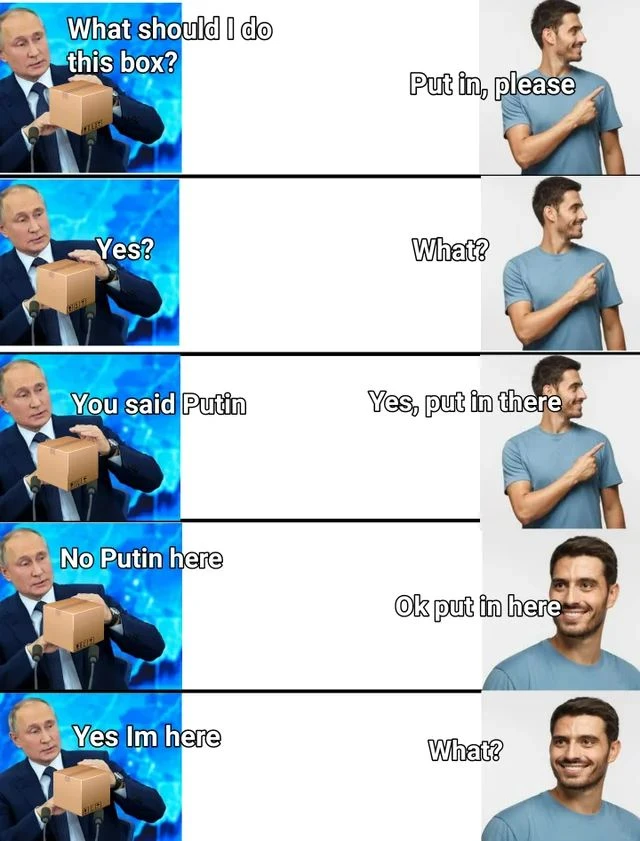 What should I do
this box?
Put in, please
Yes?
What?
You said Putin
Yes, put in there
No Putin here
Ok put in here
Yes Im here
What?